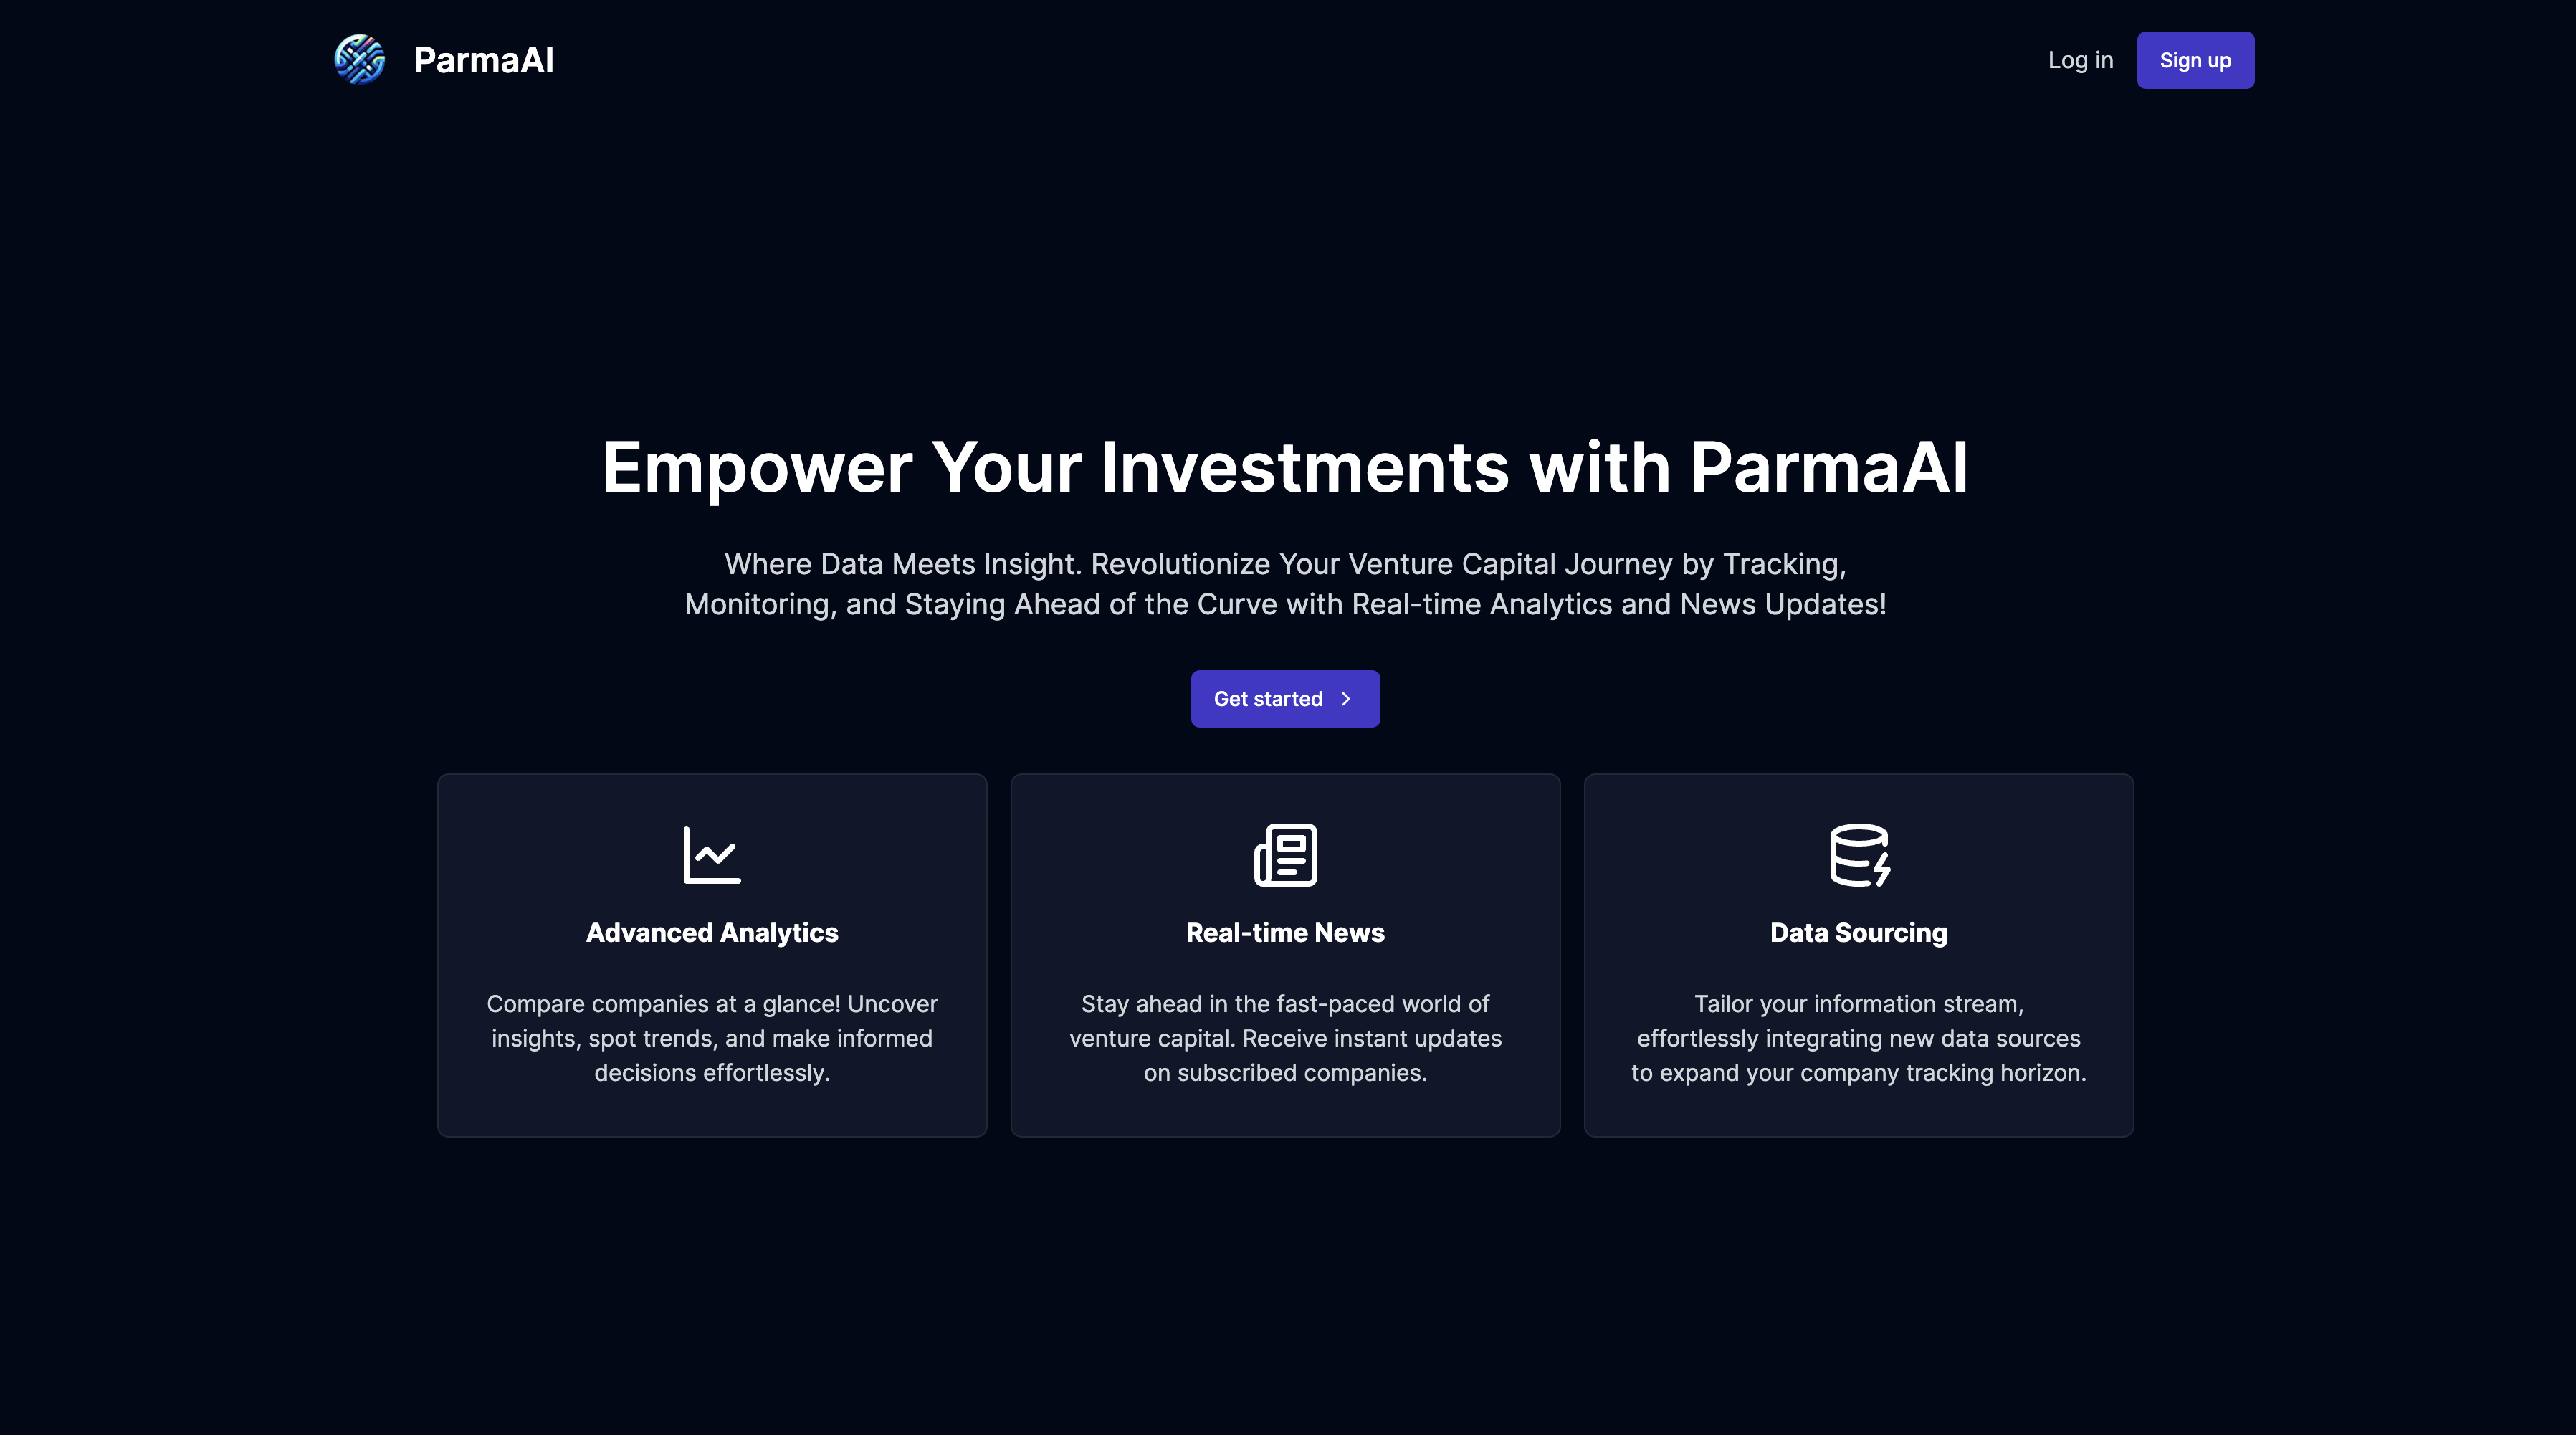 ParmaAI
Log in
Sign up
Empower Your Investments with ParmaAI
Where Data Meets Insight. Revolutionize Your Venture Capital Journey by Tracking,
Monitoring, and Staying Ahead of the Curve with Real-time Analytics and News Updates!
Get started
Advanced Analytics
Compare companies at a glance! Uncover
insights, spot trends, and make informed
decisions effortlessly.
Real-time News
Stay ahead in the fast-paced world of
venture capital. Receive instant updates
on subscribed companies.
Data Sourcing
Tailor your information stream,
effortlessly integrating new data sources
to expand your company tracking horizon.